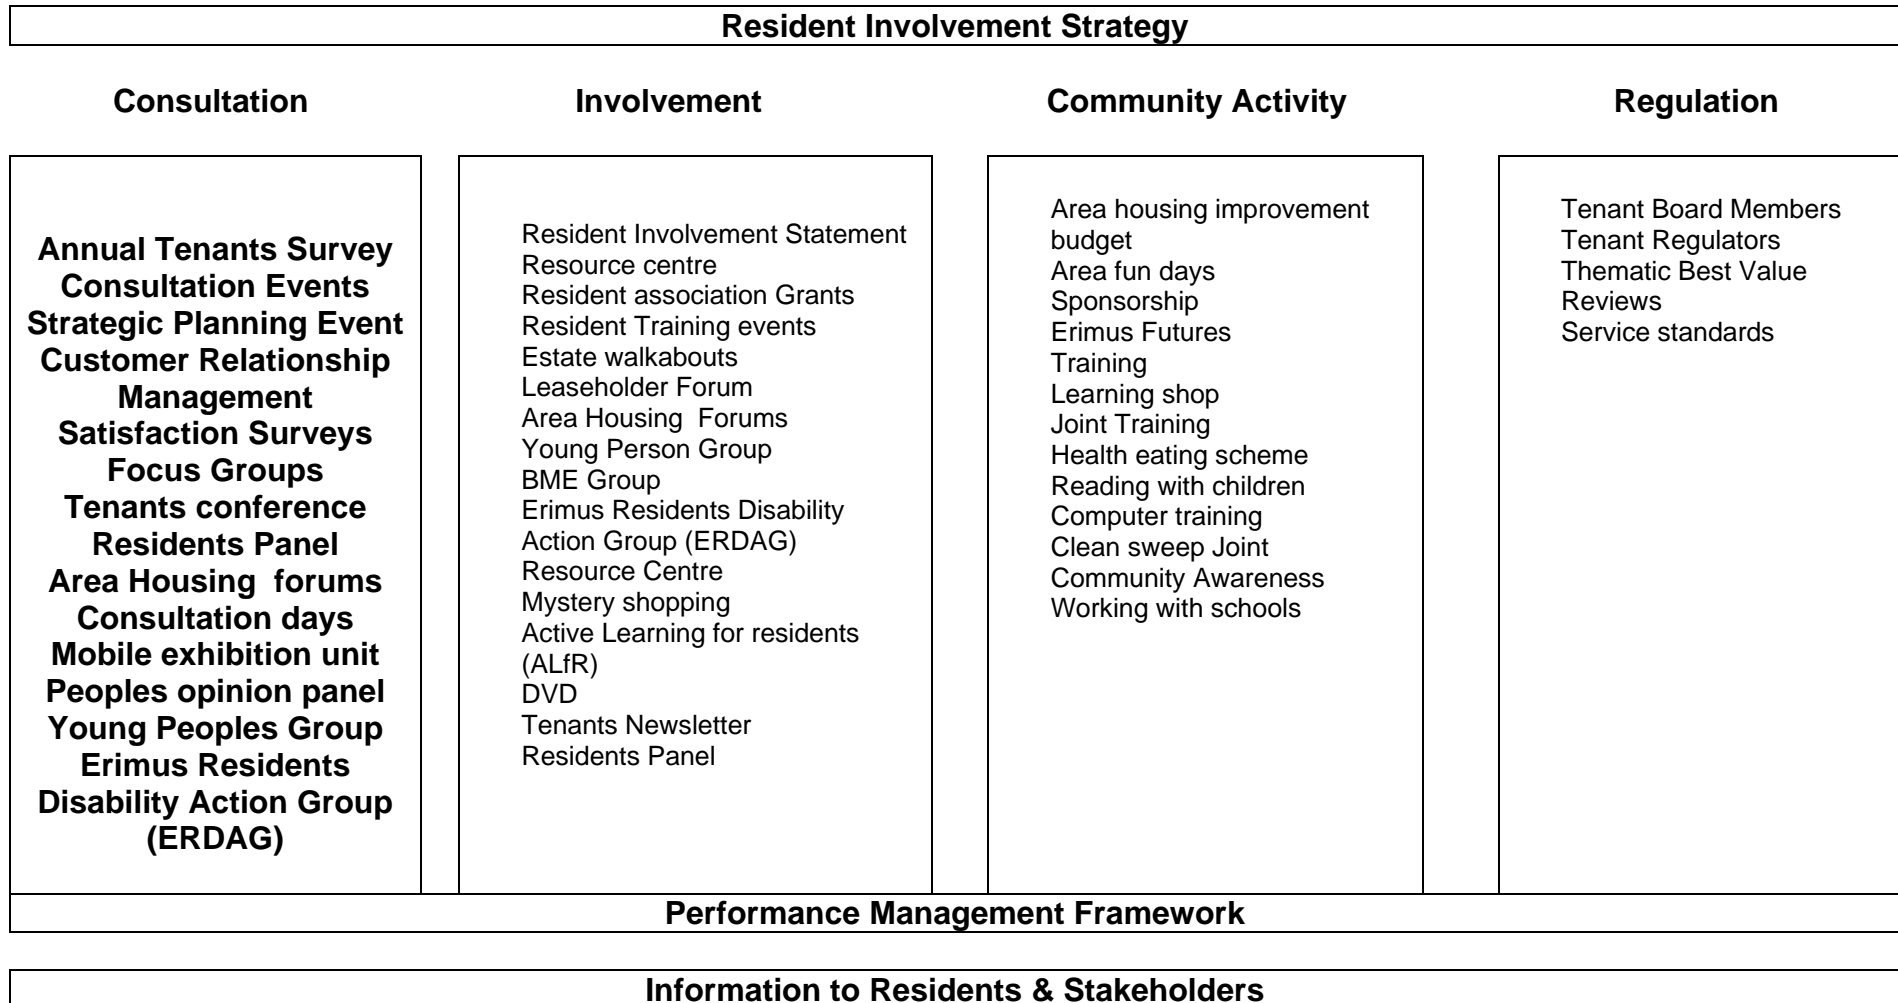 Resident Involvement Strategy
Consultation
Involvement
Community Activity
Regulation
Annual Tenants Survey
Consultation Events
Strategic Planning Event
Customer Relationship
Management
Satisfaction Surveys
Focus Groups
Tenants conference
Residents Panel
Area Housing  forums
Consultation days
Mobile exhibition unit
Peoples opinion panel
Young Peoples Group
Erimus Residents
Disability Action Group
(ERDAG)
Resident Involvement Statement
Resource centre
Resident association Grants
Resident Training events
Estate walkabouts
Leaseholder Forum
Area Housing  Forums
Young Person Group
BME Group
Erimus Residents Disability
Action Group (ERDAG)
Resource Centre
Mystery shopping
Active Learning for residents
(ALfR)
DVD
Tenants Newsletter
Residents Panel
Area housing improvement
budget
Area fun days
Sponsorship
Erimus Futures
Training
Learning shop
Joint Training
Health eating scheme
Reading with children
Computer training
Clean sweep Joint
Community Awareness
Working with schools
Tenant Board Members
Tenant Regulators
Thematic Best Value
Reviews
Service standards
Performance Management Framework
Information to Residents & Stakeholders